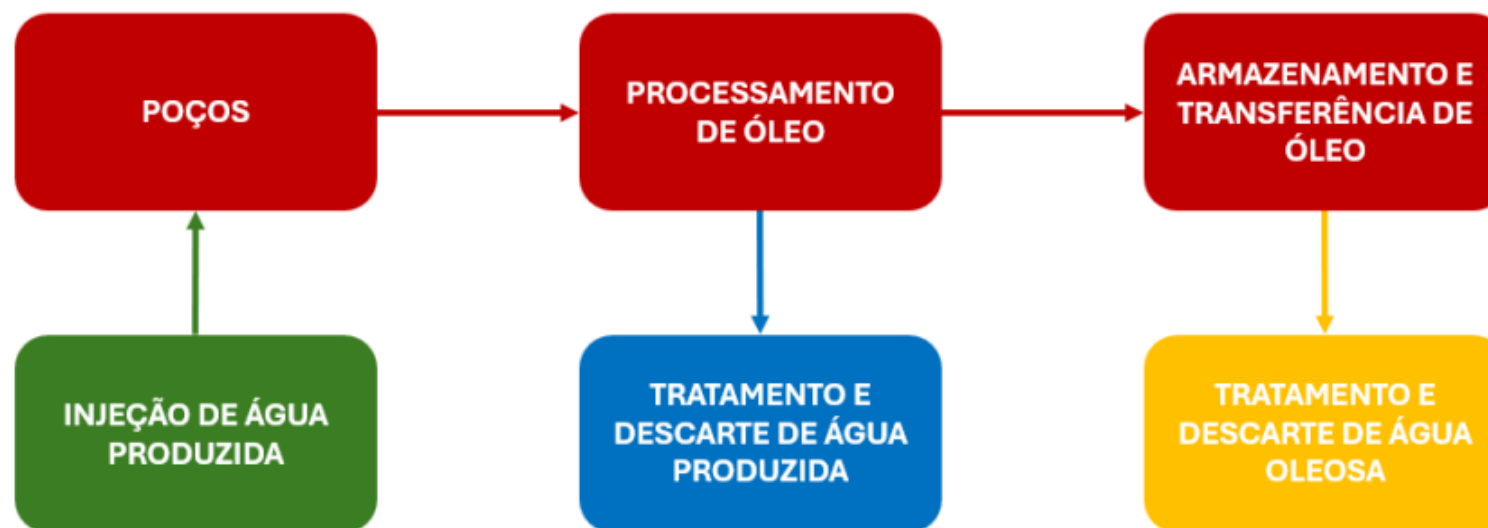 POÇOS
PROCESSAMENTO
DE ÓLEO
ARMAZENAMENTO E
TRANSFERÊNCIA DE
ÓLEO
INJEÇÃO DE ÁGUA
PRODUZIDA
TRATAMENTO E
DESCARTE DE ÁGUA
PRODUZIDA
TRATAMENTO E
DESCARTE DE ÁGUA
OLEOSA